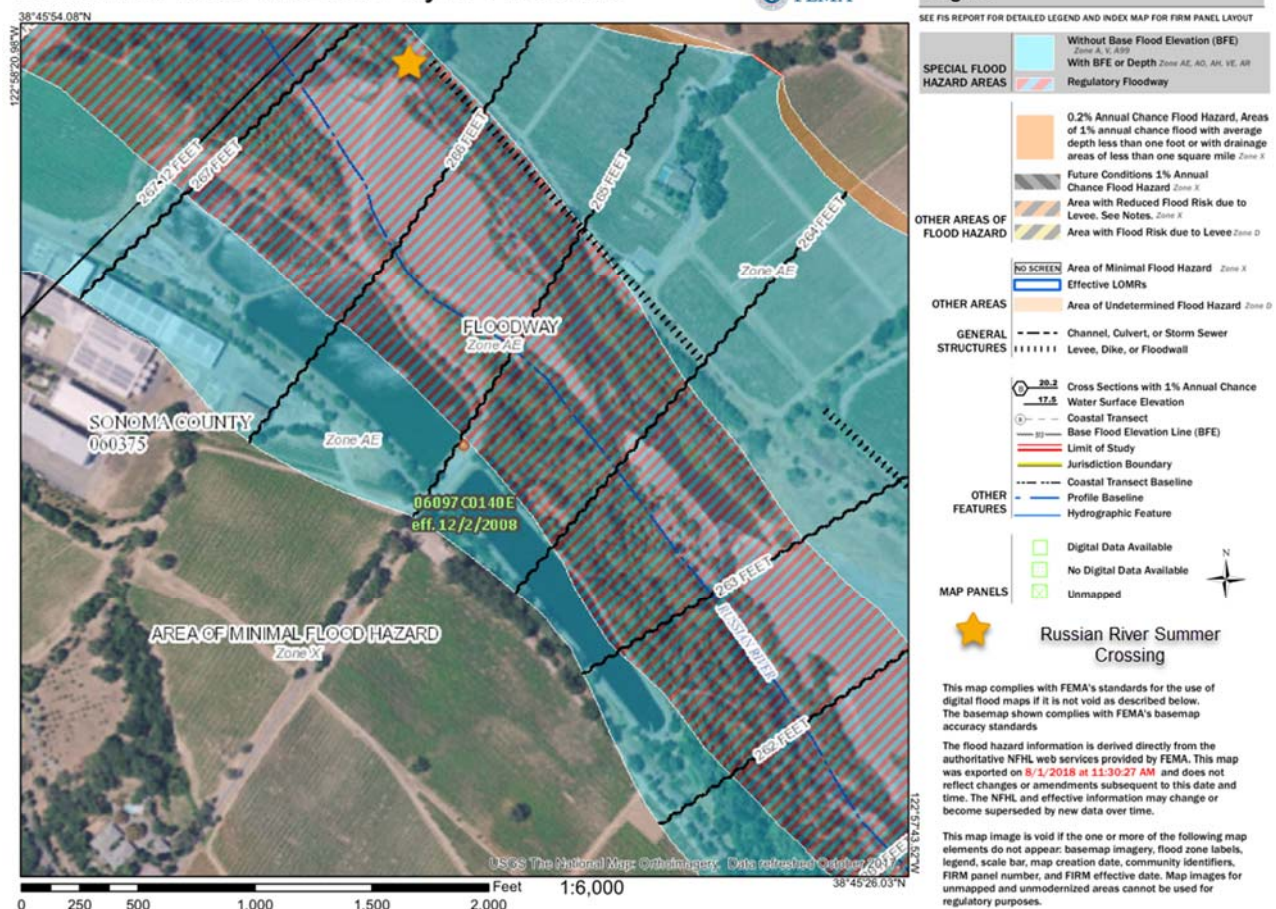 FEMA
38°45'54.08"N
122°58'20.98"W
267.12 FEET
267 FEET
266 FEET
265 FEET
264 FEET
Zone AE
FLOODWAY
Zone AE
SONOMA COUNTY
060375
Zone AE
06097C0140E
eff. 12/2/2008
263 FEET
RUSSIAN RIVER
AREA OF MINIMAL FLOOD HAZARD
Zone X
262 FEET
USGS The National Map: Orthoimagery. Data refreshed October 2017.
122°57'43.52"W
38°45'26.03"N
Feet
1:6,000
0 250 500 1,000 1,500 2,000
SEE FIS REPORT FOR DETAILED LEGEND AND INDEX MAP FOR FIRM PANEL LAYOUT
SPECIAL FLOOD
HAZARD AREAS
Without Base Flood Elevation (BFE)
Zone A, V, A99
With BFE or Depth Zone AE, AO, AH, VE, AR
Regulatory Floodway
OTHER AREAS OF
FLOOD HAZARD
0.2% Annual Chance Flood Hazard, Areas
of 1% annual chance flood with average
depth less than one foot or with drainage
areas of less than one square mile Zone X
Future Conditions 1% Annual
Chance Flood Hazard Zone X
Area with Reduced Flood Risk due to
Levee. See Notes. Zone X
Area with Flood Risk due to Levee Zone D
OTHER AREAS
NO SCREEN Area of Minimal Flood Hazard Zone X
Effective LOMRs
Area of Undetermined Flood Hazard Zone D
GENERAL
STRUCTURES
Channel, Culvert, or Storm Sewer
Levee, Dike, or Floodwall
OTHER
FEATURES
B 20.2 Cross Sections with 1% Annual Chance
17.5 Water Surface Elevation
Coastal Transect
Base Flood Elevation Line (BFE)
Limit of Study
Jurisdiction Boundary
Coastal Transect Baseline
Profile Baseline
Hydrographic Feature
MAP PANELS
Digital Data Available
No Digital Data Available
Unmapped
N
Russian River Summer
Crossing
This map complies with FEMA's standards for the use of
digital flood maps if it is not void as described below.
The basemap shown complies with FEMA's basemap
accuracy standards
The flood hazard information is derived directly from the
authoritative NFHL web services provided by FEMA. This map
was exported on 8/1/2018 at 11:30:27 AM and does not
reflect changes or amendments subsequent to this date and
time. The NFHL and effective information may change or
become superseded by new data over time.
This map image is void if the one or more of the following map
elements do not appear: basemap imagery, flood zone labels,
legend, scale bar, map creation date, community identifiers,
FIRM panel number, and FIRM effective date. Map images for
unmapped and unmodernized areas cannot be used for
regulatory purposes.